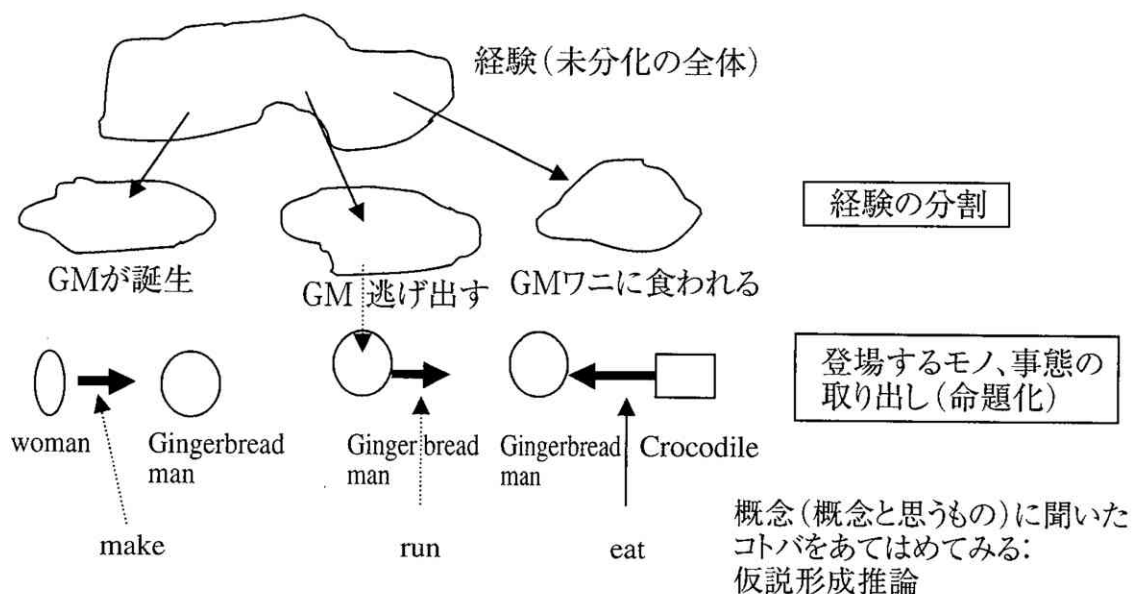 経験（未分化の全体）
経験の分割
GMが誕生
GM 逃げ出す
GMワニに食われる
登場するモノ、事態の
取り出し（命題化）
woman
Gingerbread
man
Gingerbread
man
Gingerbread
man
Crocodile
make
run
eat
概念（概念と思うもの）に聞いた
コトバをあてはめてみる：
仮説形成推論